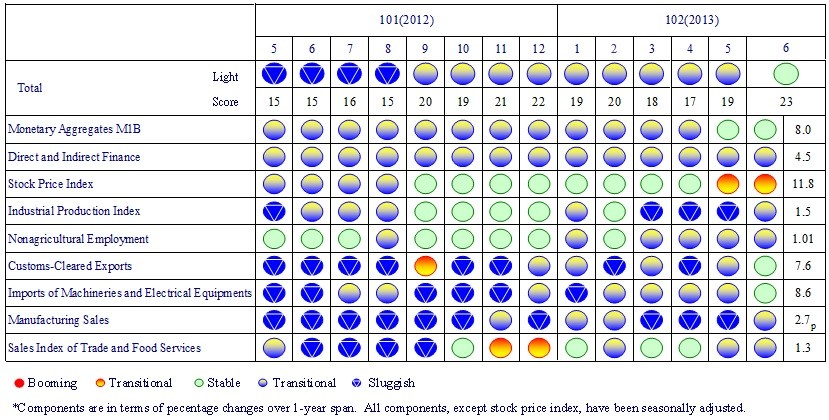 101(2012) 102(2013)
5 6 7 8 9 10 11 12 1 2 3 4 5 6
Total Light
Score 15 15 16 15 20 19 21 22 19 20 18 17 19 23
Monetary Aggregates M1B 8.0
Direct and Indirect Finance 4.5
Stock Price Index 11.8
Industrial Production Index 1.5
Nonagricultural Employment 1.01
Customs-Cleared Exports 7.6
Imports of Machineries and Electrical Equipments 8.6
Manufacturing Sales 2.7p
Sales Index of Trade and Food Services 1.3
Booming Transitional Stable Transitional Sluggish
*Components are in terms of pecentage changes over 1-year span. All components, except stock price index, have been seasonally adjusted.